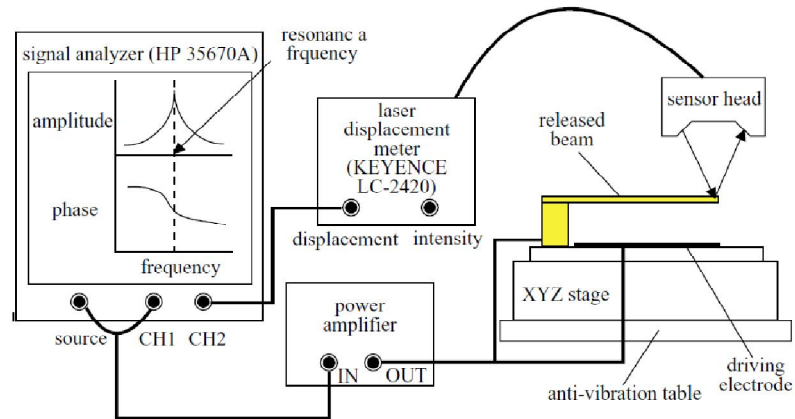 signal analyzer (HP 35670A)
amplitude
phase
frequency
source
CH1
CH2
resonanc a
frquency
laser
displacement
meter
(KEYENCE
LC-2420)
displacement
intensity
power
amplifier
IN
OUT
sensor head
released
beam
XYZ stage
driving
electrode
anti-vibration table